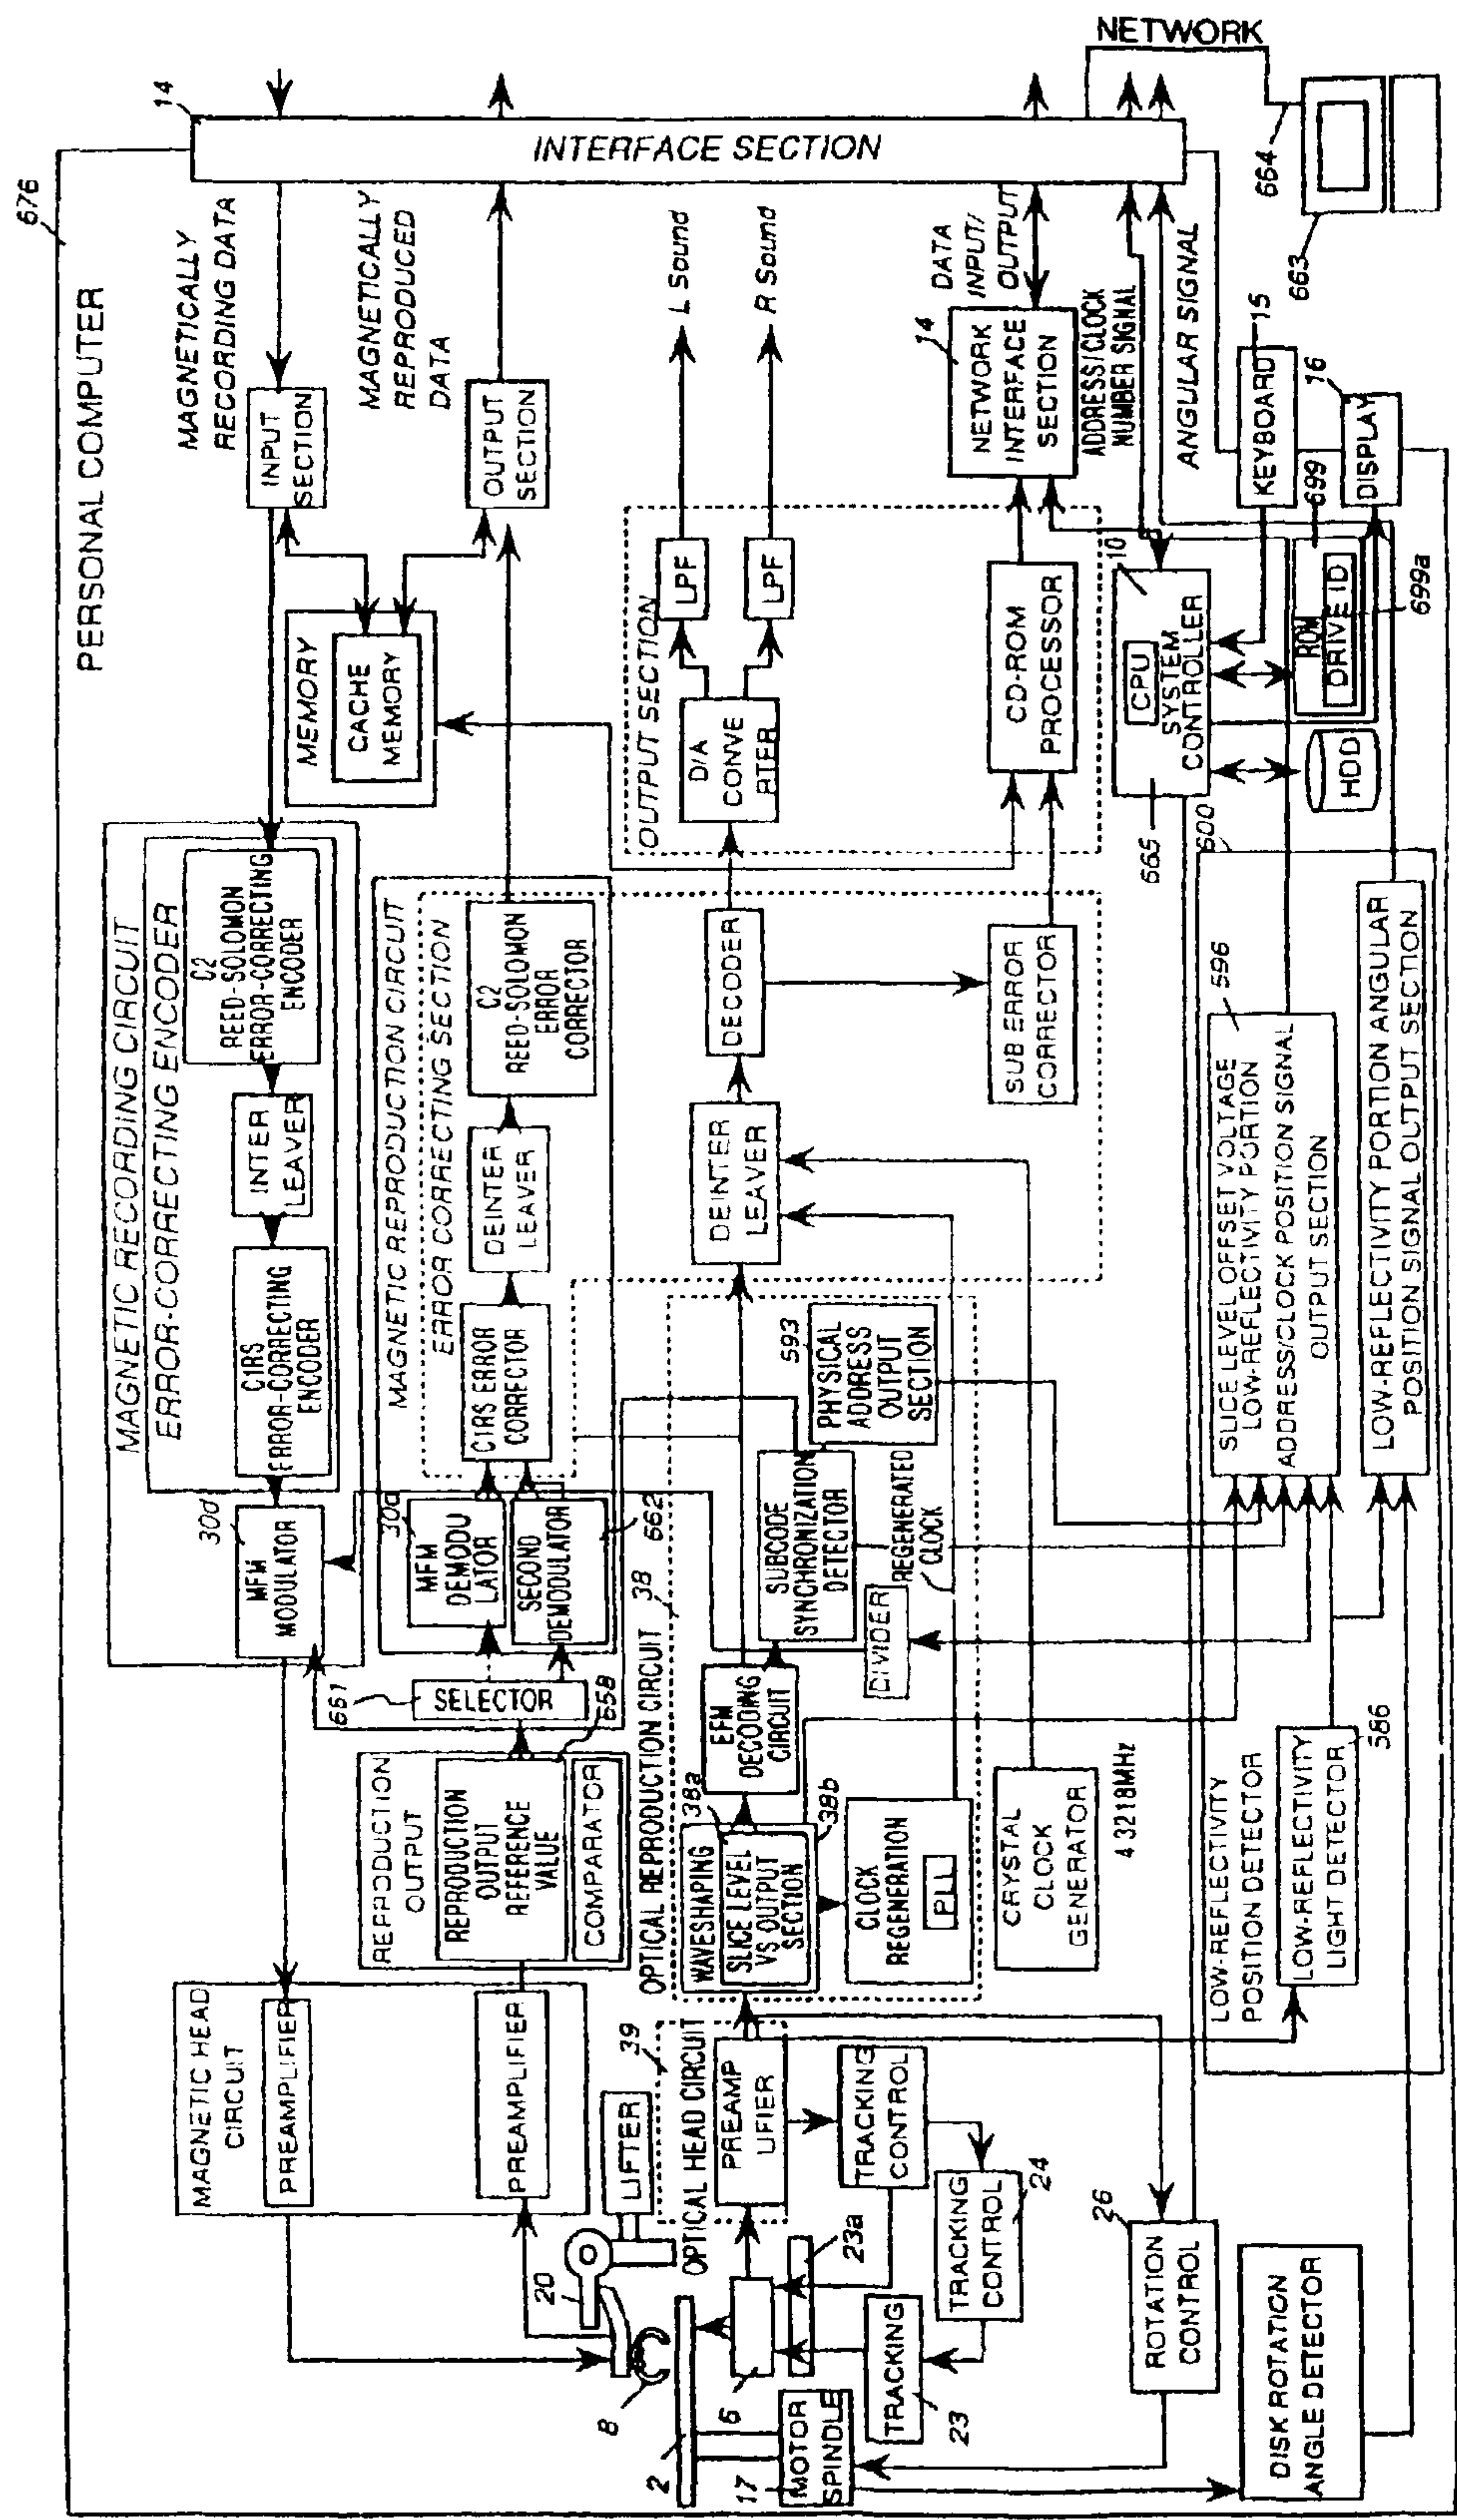 676
PERSONAL COMPUTER
NETWORK
14
INTERFACE SECTION
MAGNETICALLY
RECORDING DATA
INPUT
SECTION
MAGNETICALLY
REPRODUCED
DATA
OUTPUT
SECTION
MEMORY
CACHE
MEMORY
MAGNETIC RECORDING CIRCUIT
ERROR-CORRECTING ENCODER
C2
REED-SOLOMON
ERROR-CORRECTING
ENCODER
INTER
LEAVER
C1RS
ERROR-CORRECTING
ENCODER
30d
MFM
MODULATOR
MAGNETIC HEAD
CIRCUIT
PREAMPLIFIER
PREAMPLIFIER
MAGNETIC REPRODUCTION CIRCUIT
ERROR CORRECTING SECTION
C2
REED-SOLOMON
ERROR
CORRECTOR
DEINTER
LEAVER
C1RS ERROR
CORRECTOR
30a
MFM
DEMODU
LATOR
SECOND
DEMODULATOR
662
661
SELECTOR
658
REPRODUCTION
OUTPUT
REPRODUCTION
OUTPUT
REFERENCE
VALUE
COMPARATOR
L Sound
R Sound
OUTPUT SECTION
LPF
LPF
D/A
CONVE
RTER
CD-ROM
PROCESSOR
DECODER
SUB ERROR
CORRECTOR
DEINTER
LEAVER
OPTICAL REPRODUCTION CIRCUIT
38
593
PHYSICAL
ADDRESS
OUTPUT
SECTION
SUBCODE
SYNCHRONIZATION
DETECTOR
REGENERATED
CLOCK
DIVIDER
EFM
DECODING
CIRCUIT
38a
WAVESHAPING
SLICE LEVEL
VS OUTPUT
SECTION
38b
CLOCK
REGENERATION
PLL
CRYSTAL
CLOCK
GENERATOR
4 3218MHz
OPTICAL HEAD CIRCUIT
39
PREAMP
LIFIER
LIFTER
20
8
2
6
23a
TRACKING
CONTROL
TRACKING
CONTROL
24
TRACKING
23
17
MOTOR
SPINDLE
26
ROTATION
CONTROL
DISK ROTATION
ANGLE DETECTOR
DATA
INPUT/
OUTPUT
14
NETWORK
INTERFACE
SECTION
ADDRESS/CLOCK
NUMBER SIGNAL
ANGULAR SIGNAL
KEYBOARD
15
16
DISPLAY
10
CPU
SYSTEM
CONTROLLER
665
699
ROM
DRIVE ID
699a
HDD
664
663
600
596
SLICE LEVEL OFFSET VOLTAGE
LOW-REFLECTIVITY PORTION
ADDRESS/CLOCK POSITION SIGNAL
OUTPUT SECTION
LOW-REFLECTIVITY PORTION ANGULAR
POSITION SIGNAL OUTPUT SECTION
LOW-REFLECTIVITY
POSITION DETECTOR
LOW-REFLECTIVITY
LIGHT DETECTOR
586